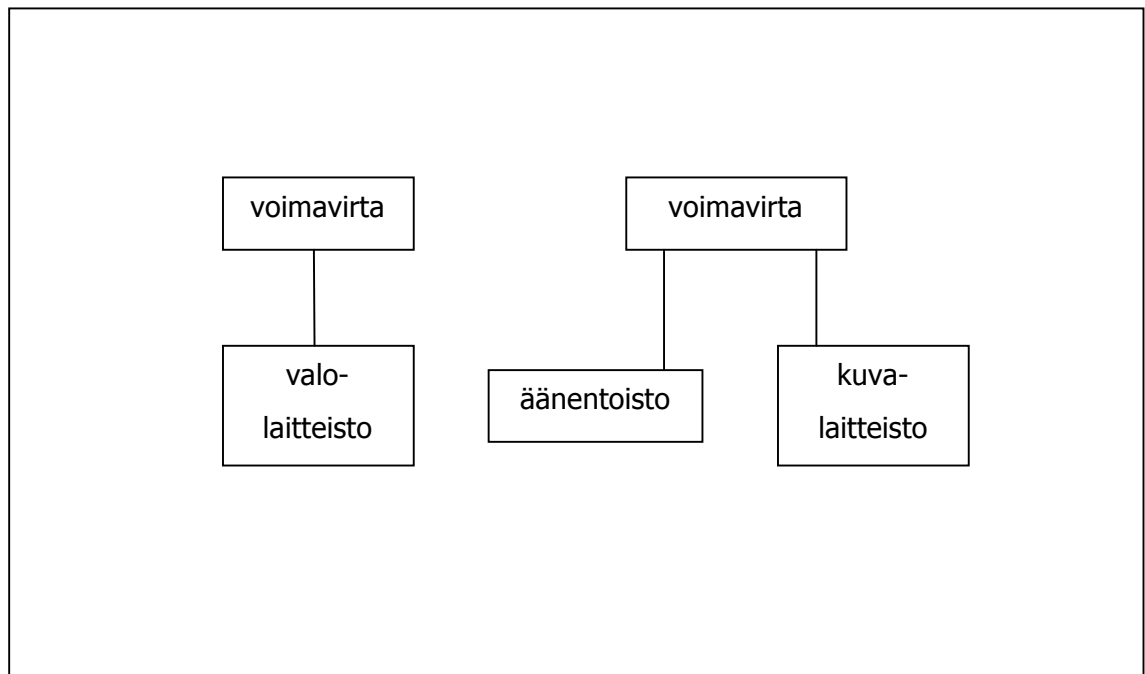 voimavirta
voimavirta
valo-
laitteisto
äänentoisto
kuva-
laitteisto